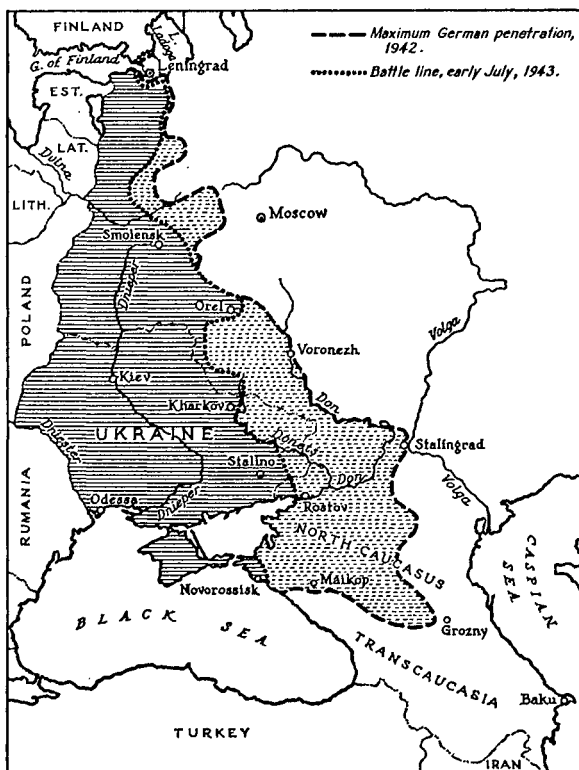 FINLAND
L. Ladoga
G. of Finland
Leningrad
Maximum German penetration,
1942.
Battle line, early July, 1943.
EST.
LAT.
Dvina
LITH.
Moscow
Smolensk
Dnieper
POLAND
Orel
Volga
Voronezh
Kiev
Don
Kharkov
UKRAINE
Donets
Stalingrad
Dniester
Stalino
Don
Volga
RUMANIA
Odessa
Dnieper
Rostov
NORTH CAUCASUS
CASPIAN
SEA
Novorossisk
Maikop
BLACK SEA
Grozny
TRANSCAUCASIA
Baku
TURKEY
IRAN